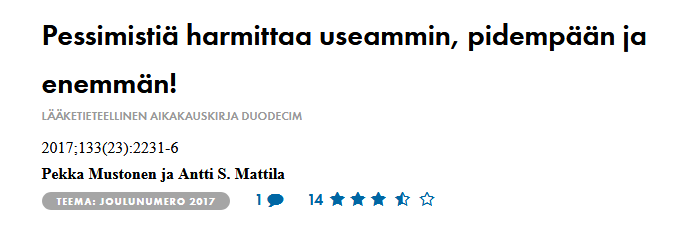 Pessimistiä harmittaa useammin, pidempään ja
enemmän!
LÄÄKETIETEELLINEN AIKAKAUSKIRJA DUODECIM
2017;133(23):2231-6
Pekka Mustonen ja Antti S. Mattila
TEEMA: JOULUNUMERO 2017 1 14